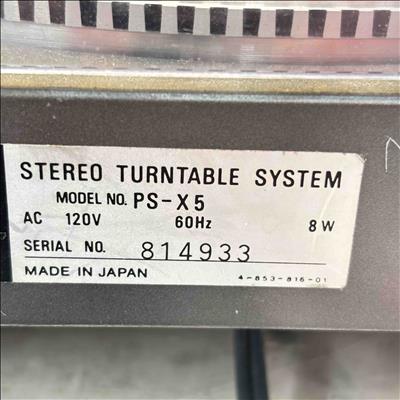 STEREO TURNTABLE SYSTEM
MODEL NO. PS-X5
AC 120V 60Hz 8W
SERIAL NO. 814933
MADE IN JAPAN 4-853-816-01